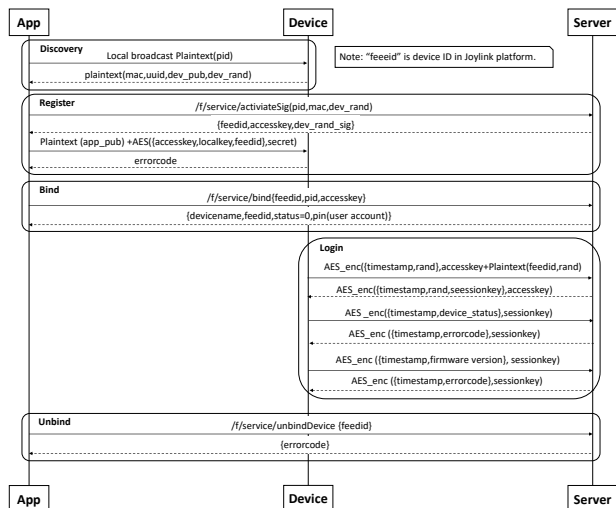 App Device Server
Discovery
Local broadcast Plaintext(pid)
Note: “feeeid” is device ID in Joylink platform.
plaintext(mac,uuid,dev_pub,dev_rand)
Register
/f/service/activiateSig(pid,mac,dev_rand)
{feedid,accesskey,dev_rand_sig}
Plaintext (app_pub) +AES({accesskey,localkey,feedid},secret)
errorcode
Bind
/f/service/bind{feedid,pid,accesskey}
{devicename,feedid,status=0,pin(user account)}
Login
AES_enc({timestamp,rand},accesskey+Plaintext(feedid,rand)
AES_enc({timestamp,rand,seessionkey),accesskey)
AES _enc({timestamp,device_status},sessionkey)
AES_enc ({timestamp,errorcode},sessionkey)
AES_enc ({timestamp,firmware version}, sessionkey)
AES_enc ({timestamp,errorcode},sessionkey)
Unbind
/f/service/unbindDevice {feedid}
{errorcode}
App Device Server